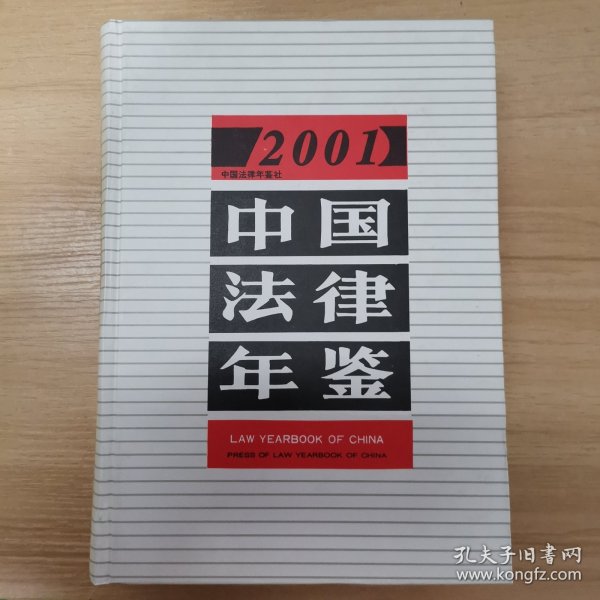 2001
中国法律年鉴社
中国
法律
年鉴
LAW YEARBOOK OF CHINA
PRESS OF LAW YEARBOOK OF CHINA
孔夫子旧書网
www.kongfz.com